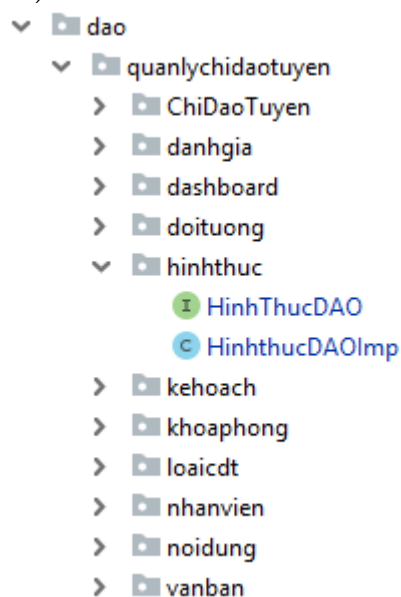 dao
quanlychidaotuyen
ChiDaoTuyen
danhgia
dashboard
doituong
hinhthuc
I HinhThucDAO
C HinhthucDAOImp
kehoach
khoaphong
loaicdt
nhanvien
noidung
vanban